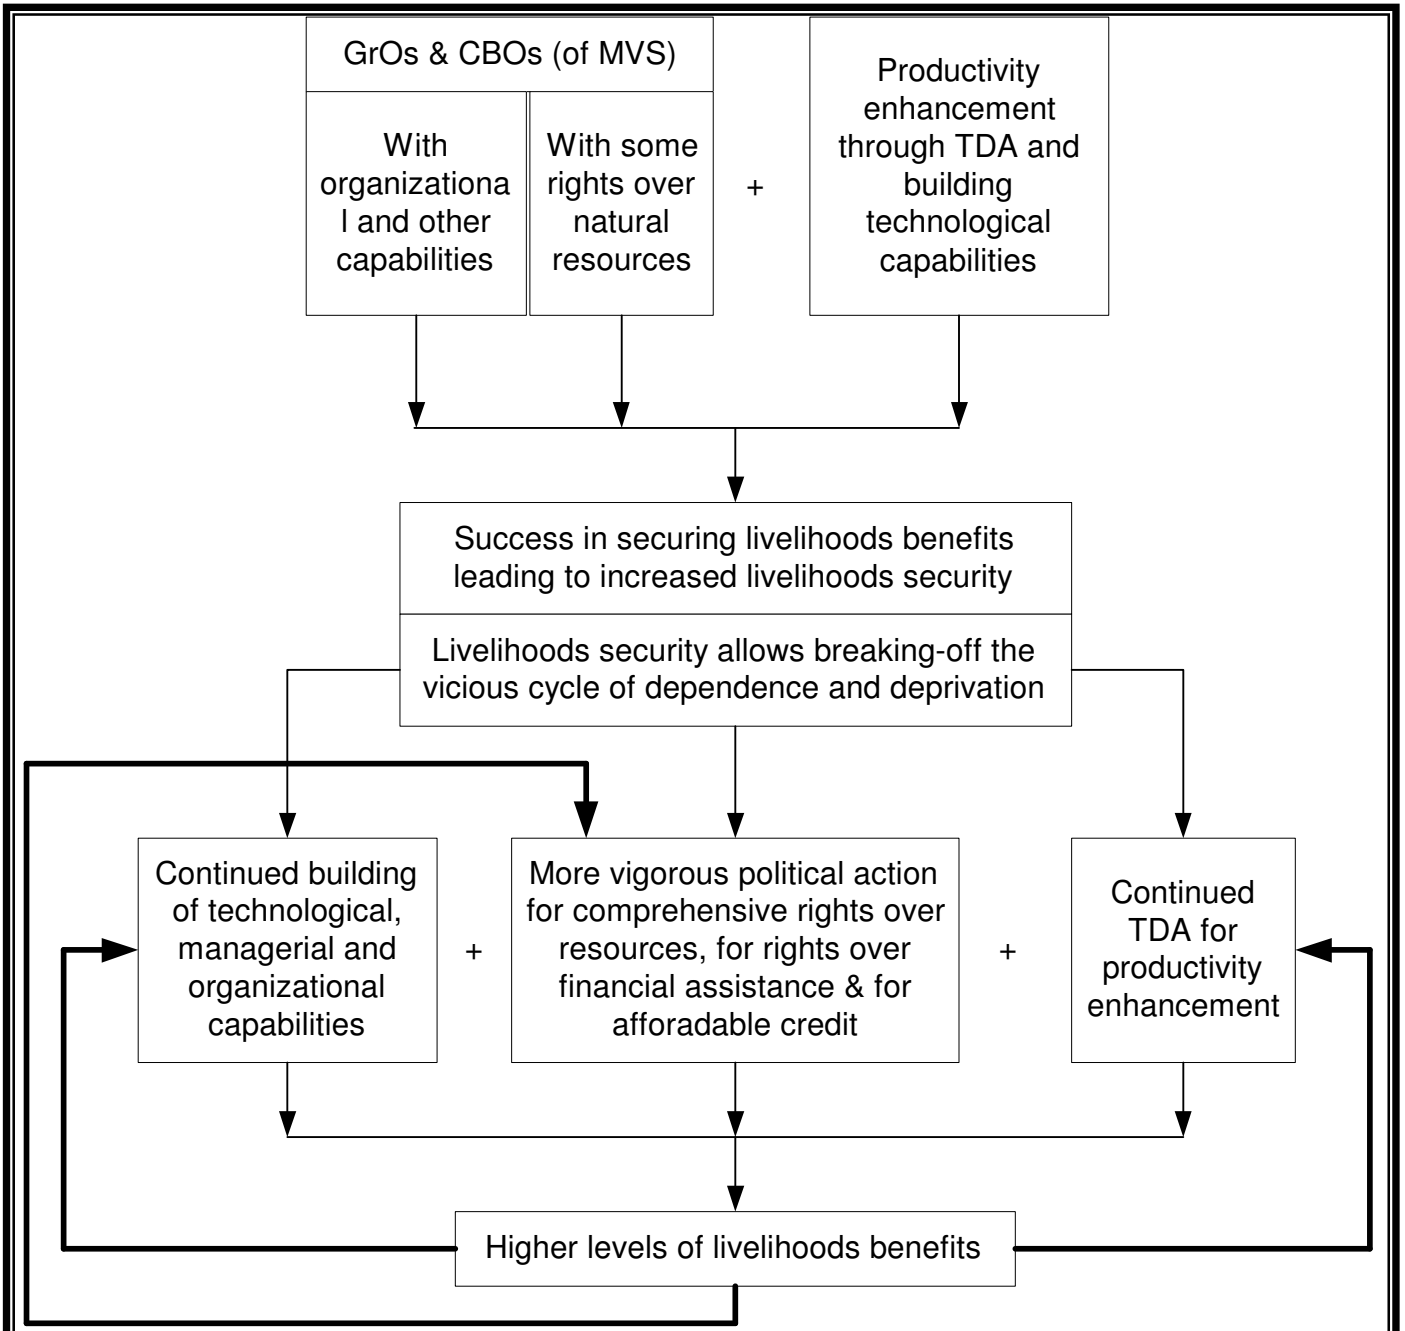 GrOs & CBOs (of MVS)
With
organizationa
l and other
capabilities
With some
rights over
natural
resources
+
Productivity
enhancement
through TDA and
building
technological
capabilities
Success in securing livelihoods benefits
leading to increased livelihoods security
Livelihoods security allows breaking-off the
vicious cycle of dependence and deprivation
Continued building
of technological,
managerial and
organizational
capabilities
+
More vigorous political action
for comprehensive rights over
resources, for rights over
financial assistance & for
afforadable credit
+
Continued
TDA for
productivity
enhancement
Higher levels of livelihoods benefits